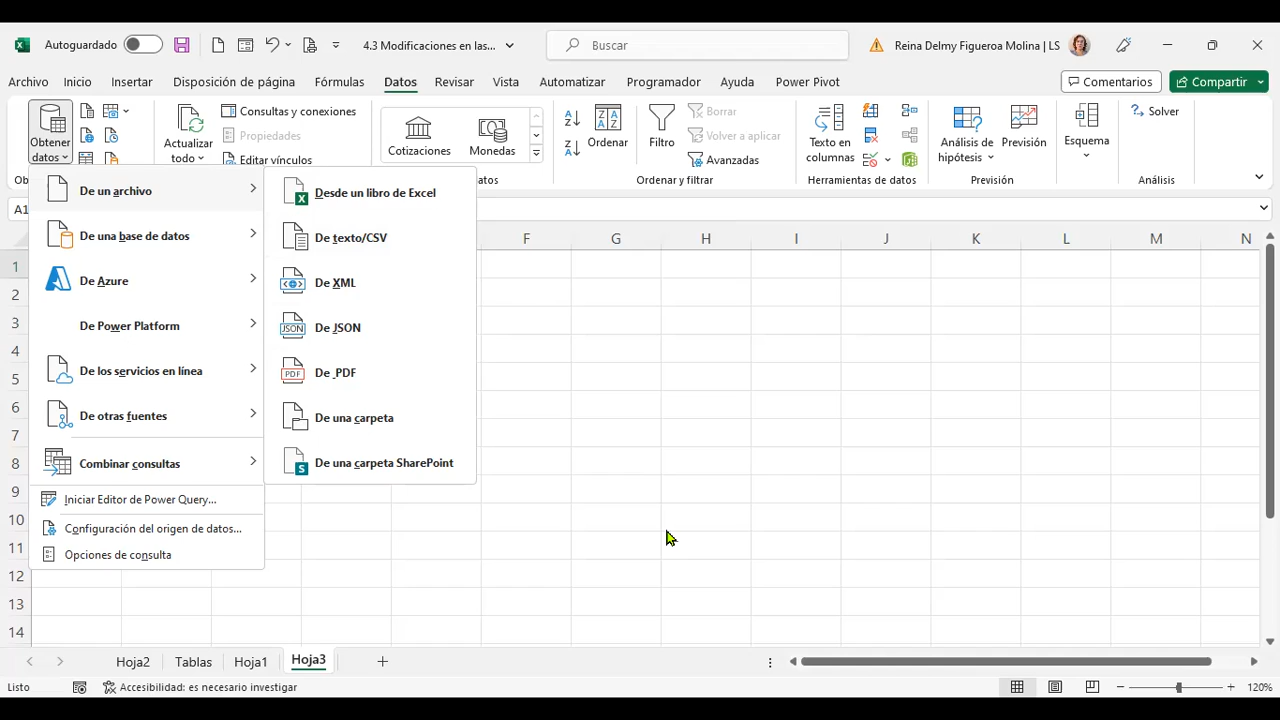 Autoguardado
4.3 Modificaciones en las...
Buscar
Reina Delmy Figueroa Molina | LS
Archivo Inicio Insertar Disposición de página Fórmulas Datos Revisar Vista Automatizar Programador Ayuda Power Pivot
Comentarios Compartir
Obtener datos
Actualizar todo
Consultas y conexiones
Propiedades
Editar vínculos
Cotizaciones
Monedas
Ordenar
Filtro
Borrar
Volver a aplicar
Avanzadas
Texto en columnas
Análisis de hipótesis
Previsión
Esquema
Solver
Ordenar y filtrar
Herramientas de datos
Previsión
Análisis
De un archivo
De una base de datos
De Azure
De Power Platform
De los servicios en línea
De otras fuentes
Combinar consultas
Iniciar Editor de Power Query...
Configuración del origen de datos...
Opciones de consulta
Desde un libro de Excel
De texto/CSV
De XML
JSON
De JSON
PDF
De .PDF
De una carpeta
De una carpeta SharePoint
F G H I J K L M N
1
2
3
4
5
6
7
8
9
10
11
12
13
14
Hoja2 Tablas Hoja1 Hoja3
Listo
Accesibilidad: es necesario investigar
120%